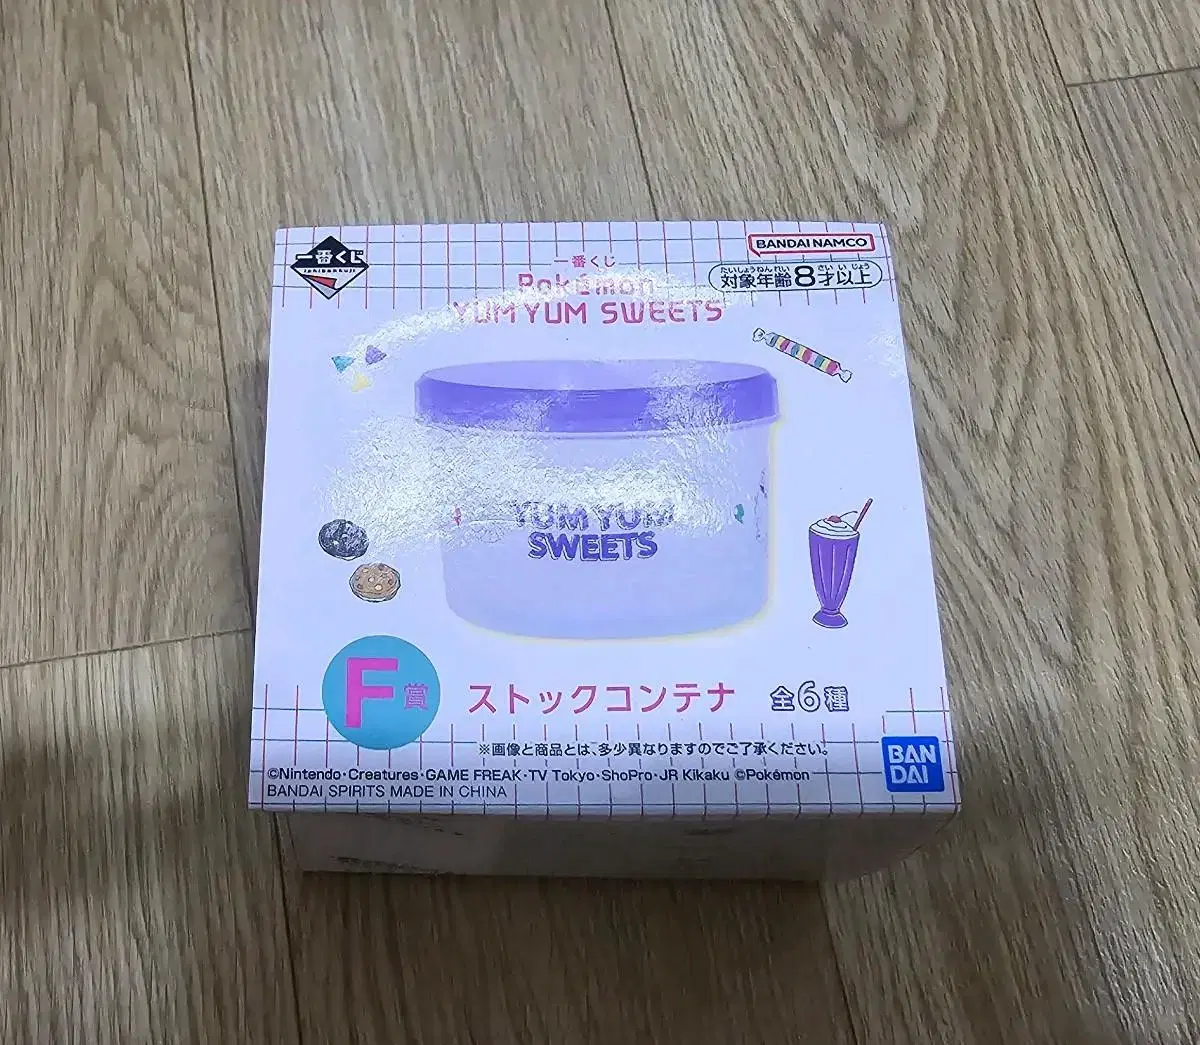 一番くじ
ichibankuji
BANDAI NAMCO
一番くじ
Pokémon
YUM YUM SWEETS
たいしょうねんれい さい いじょう
対象年齢8才以上
YUM YUM
SWEETS
F賞
ストックコンテナ 全6種
※画像と商品とは、多少異なりますのでご了承ください。
©Nintendo・Creatures・GAME FREAK・TV Tokyo・ShoPro・JR Kikaku ©Pokémon
BANDAI SPIRITS MADE IN CHINA
BAN
DAI